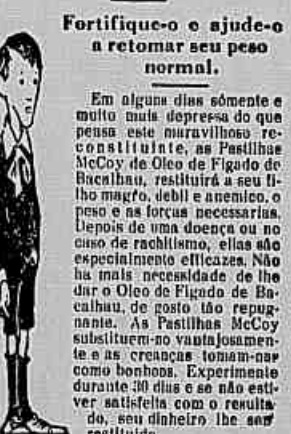 Fortifique-o e ajude-o
a retomar seu peso
normal.
Em alguns dias sómente e
muito mais depressa do que
pensa este maravilhoso re-
constituinte, as Pastilhas
McCoy de Oleo de Figado de
Bacalhau, restituirá a seu fi-
lho magro, debil e anemico, o
peso e as forças necessarias.
Depois de uma doença ou no
caso de rachitismo, ellas são
especialmente efficazes. Não
ha mais necessidade de lhe
dar o Oleo de Figado de Ba-
calhau, de gosto tão repug-
nante. As Pastilhas McCoy
substituem-no vantajosamen-
te e as creanças tomam-nas
como bonbons. Experimente
durante 30 dias e se não esti-
ver satisfeita com o resulta-
do, seu dinheiro lhe será
restituido.